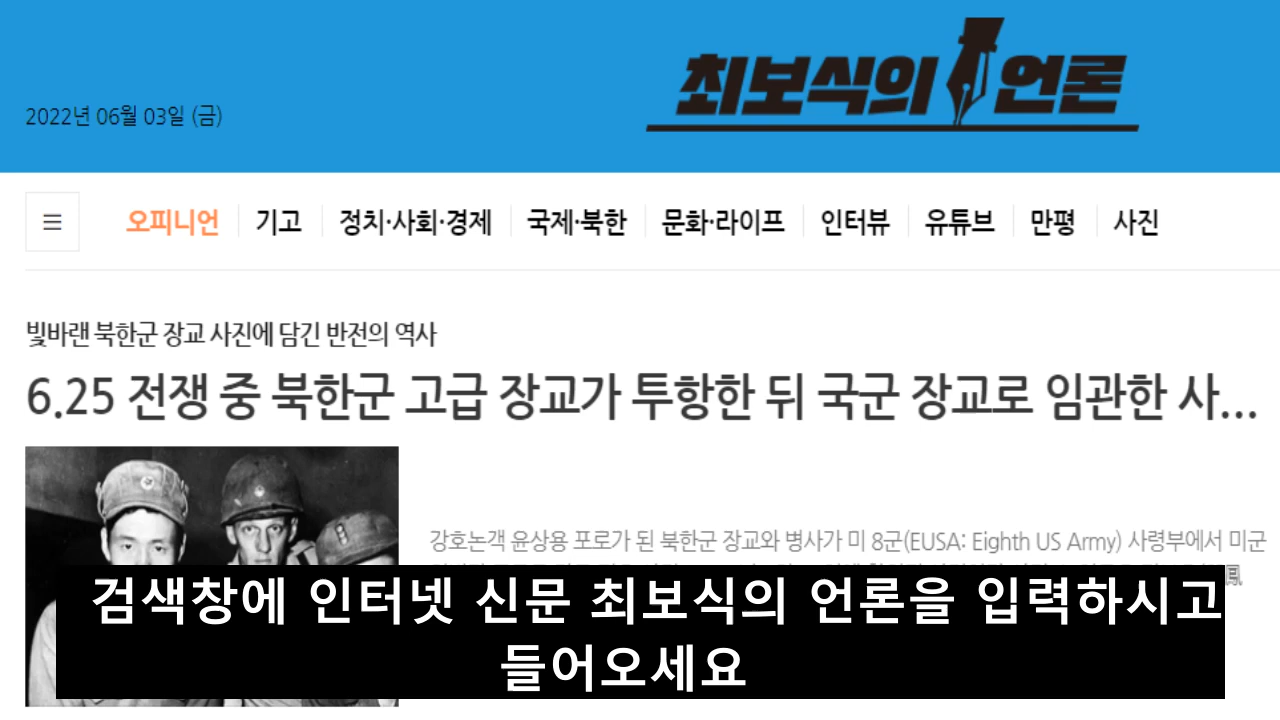 최보식의 언론
2022년 06월 03일 (금)
오피니언 기고 정치·사회·경제 국제·북한 문화·라이프 인터뷰 유튜브 만평 사진
빛바랜 북한군 장교 사진에 담긴 반전의 역사
6.25 전쟁 중 북한군 고급 장교가 투항한 뒤 국군 장교로 임관한 사...
강호논객 윤상용 포로가 된 북한군 장교와 병사가 미 8군(EUSA: Eighth US Army) 사령부에서 미군
검색창에 인터넷 신문 최보식의 언론을 입력하시고
들어오세요